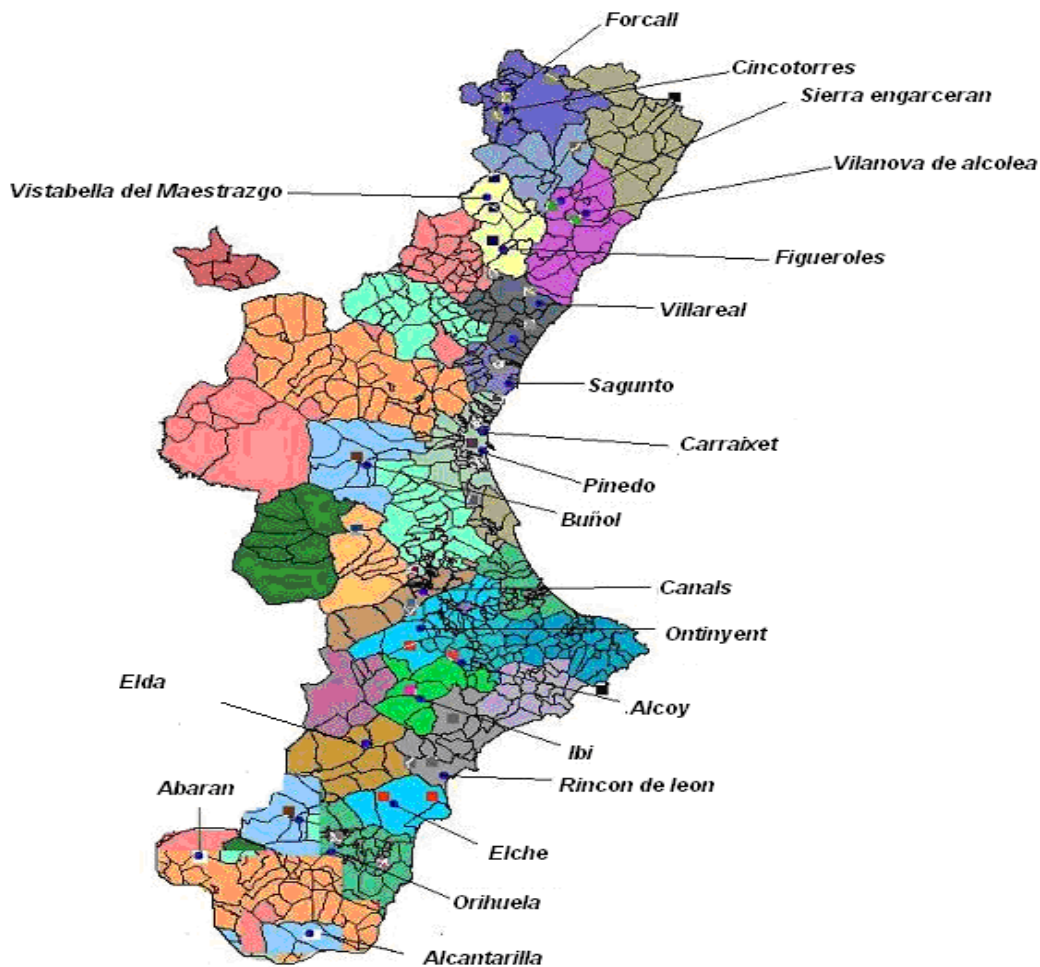 Forcall
Cincotorres
Sierra engarceran
Vilanova de alcolea
Vistabella del Maestrazgo
Figueroles
Villareal
Sagunto
Carraixet
Pinedo
Buñol
Canals
Ontinyent
Elda
Alcoy
Ibi
Rincon de leon
Abaran
Elche
Orihuela
Alcantarilla